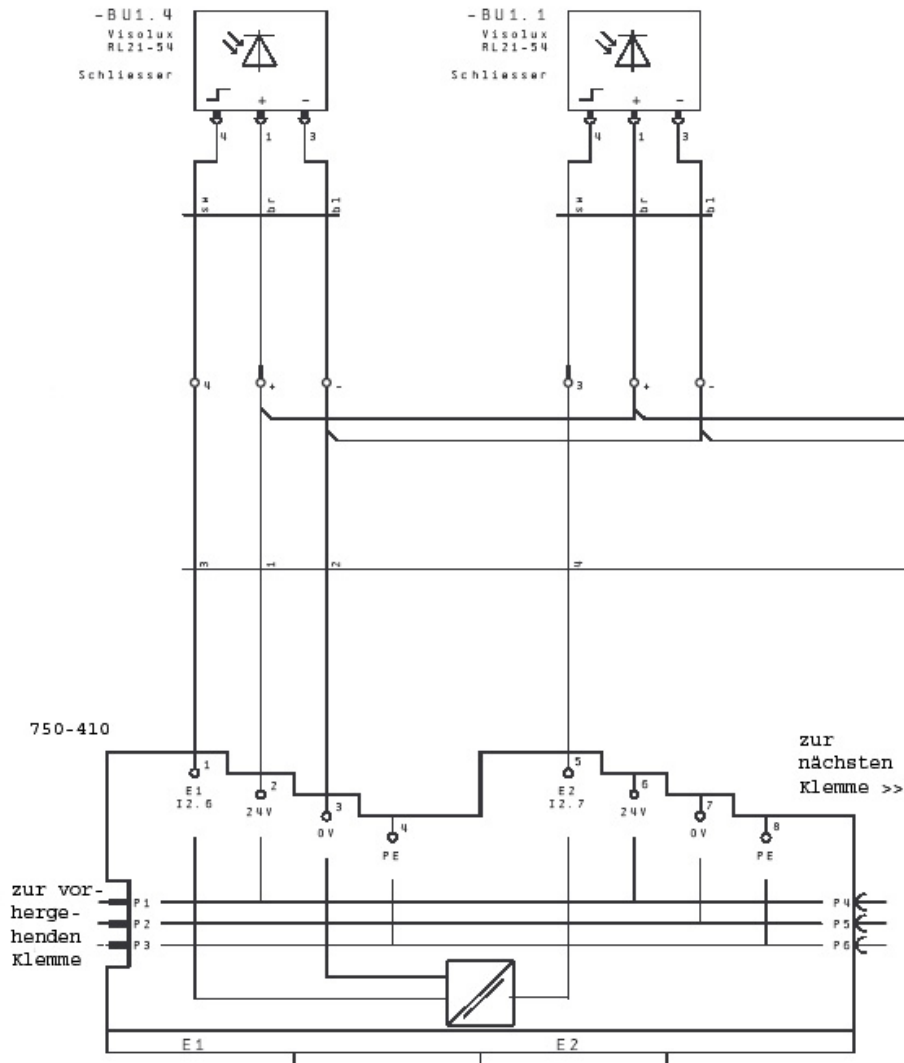 -BU1.4
Visolux
RL21-54
Schliesser
+ -
4 1 3
sw br bl
-BU1.1
Visolux
RL21-54
Schliesser
+ -
4 1 3
sw br bl
4 + -
3 + -
3 1 2 4
750-410
zur
nächsten
Klemme >>
1
E1
I2.6
2
24V
3
0V
4
PE
5
E2
I2.7
6
24V
7
0V
8
PE
zur vor-
herge-
henden
Klemme
P1
P2
P3
P4
P5
P6
E1
E2